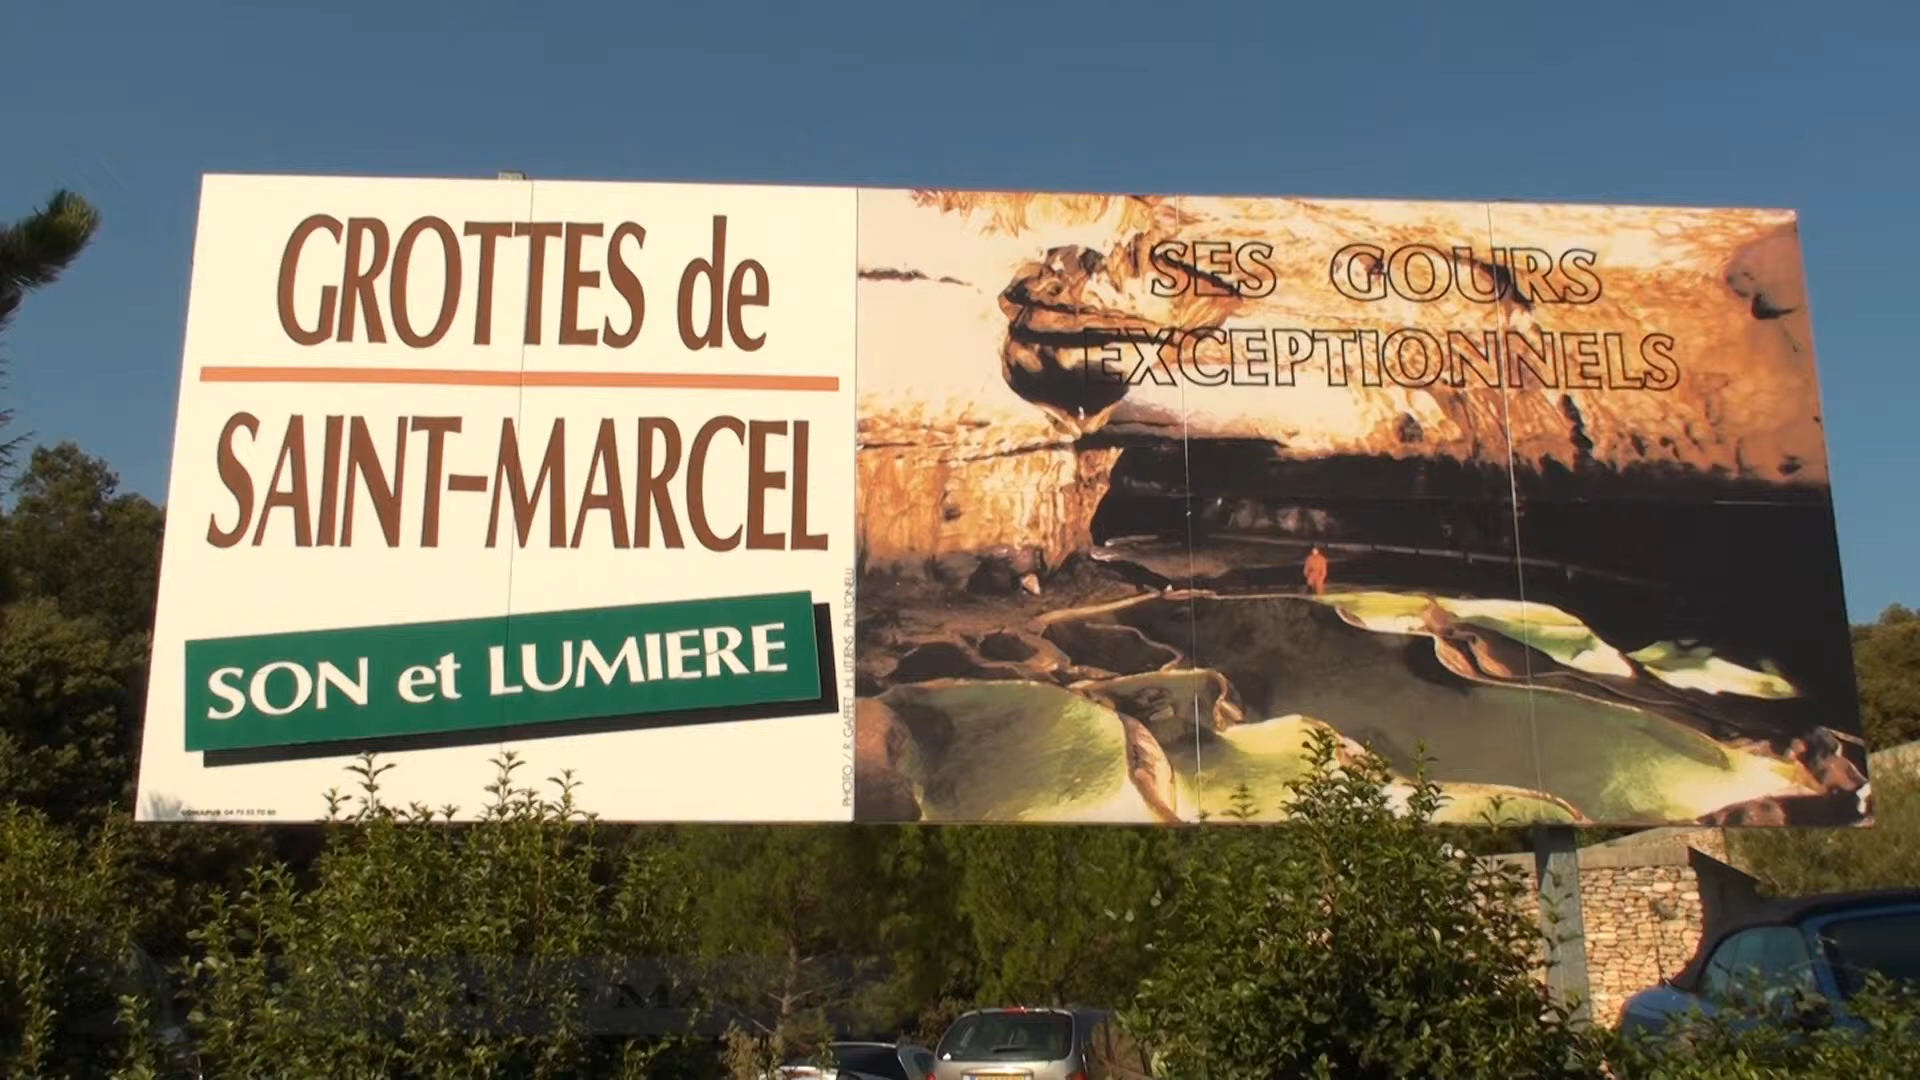 GROTTES de
SAINT-MARCEL
SON et LUMIERE
SES GOURS
EXCEPTIONNELS